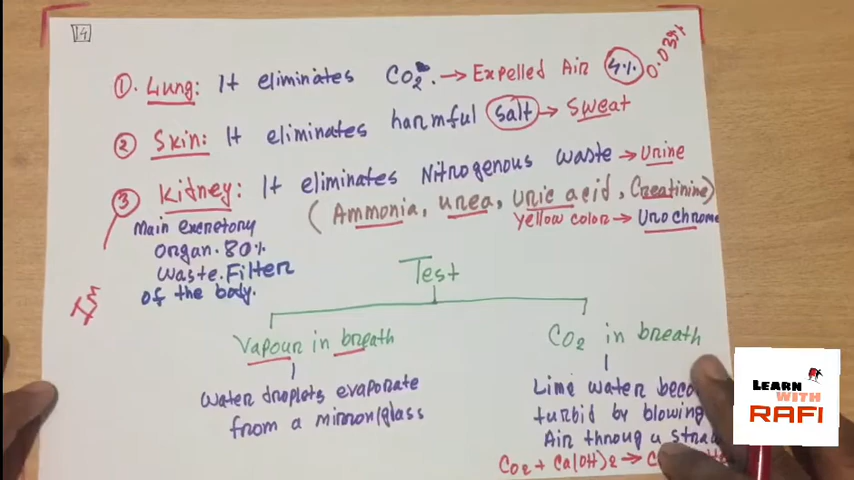 14
① Lung: It eliminates CO2. → Expelled Air 4% 0.03%
② Skin: It eliminates harmful salt → Sweat
③ Kitney: It eliminates Nitrogenous waste → Urine
(Ammonia, urea, Uric acid, Creatinine)
Yellow color → Urochrome
Main excretory
Organ. 80%
Waste. Filter
of the body.
Test
Vapour in breath
Water droplets evaporate
from a mirron/glass
CO2 in breath
Lime water beco
turbid by blowing
Air throug a straw
CO2 + Ca(OH)2 →
LEARN
WITH
RAFI